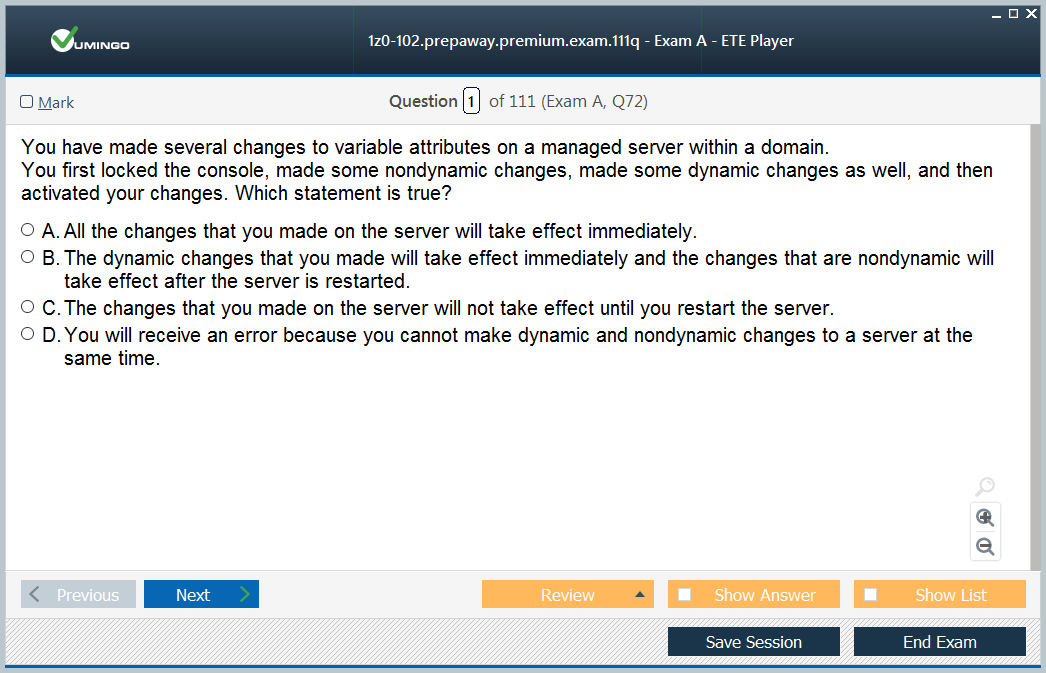 VUMINGO
1z0-102.prepaway.premium.exam.111q - Exam A - ETE Player
Mark
Question 1 of 111 (Exam A, Q72)
You have made several changes to variable attributes on a managed server within a domain.
You first locked the console, made some nondynamic changes, made some dynamic changes as well, and then
activated your changes. Which statement is true?
A. All the changes that you made on the server will take effect immediately.
B. The dynamic changes that you made will take effect immediately and the changes that are nondynamic will
take effect after the server is restarted.
C. The changes that you made on the server will not take effect until you restart the server.
D. You will receive an error because you cannot make dynamic and nondynamic changes to a server at the
same time.
Previous
Next
Review
Show Answer
Show List
Save Session
End Exam